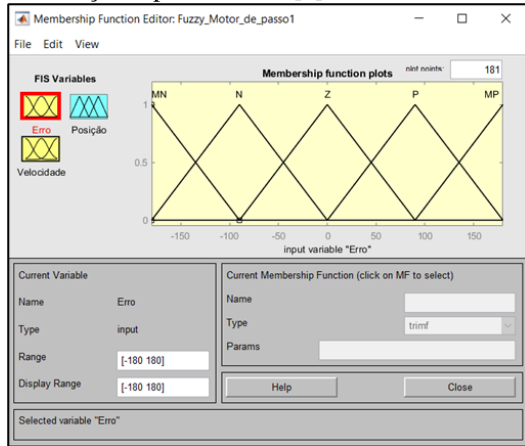 Membership Function Editor: Fuzzy_Motor_de_passo1
File Edit View
FIS Variables
Erro
Posição
Velocidade
Membership function plots
plot points:
181
MN N Z P MP
1
0.5
0
-150 -100 -50 0 50 100 150
input variable "Erro"
Current Variable
Name Erro
Type input
Range [-180 180]
Display Range [-180 180]
Current Membership Function (click on MF to select)
Name
Type trimf
Params
Help Close
Selected variable "Erro"